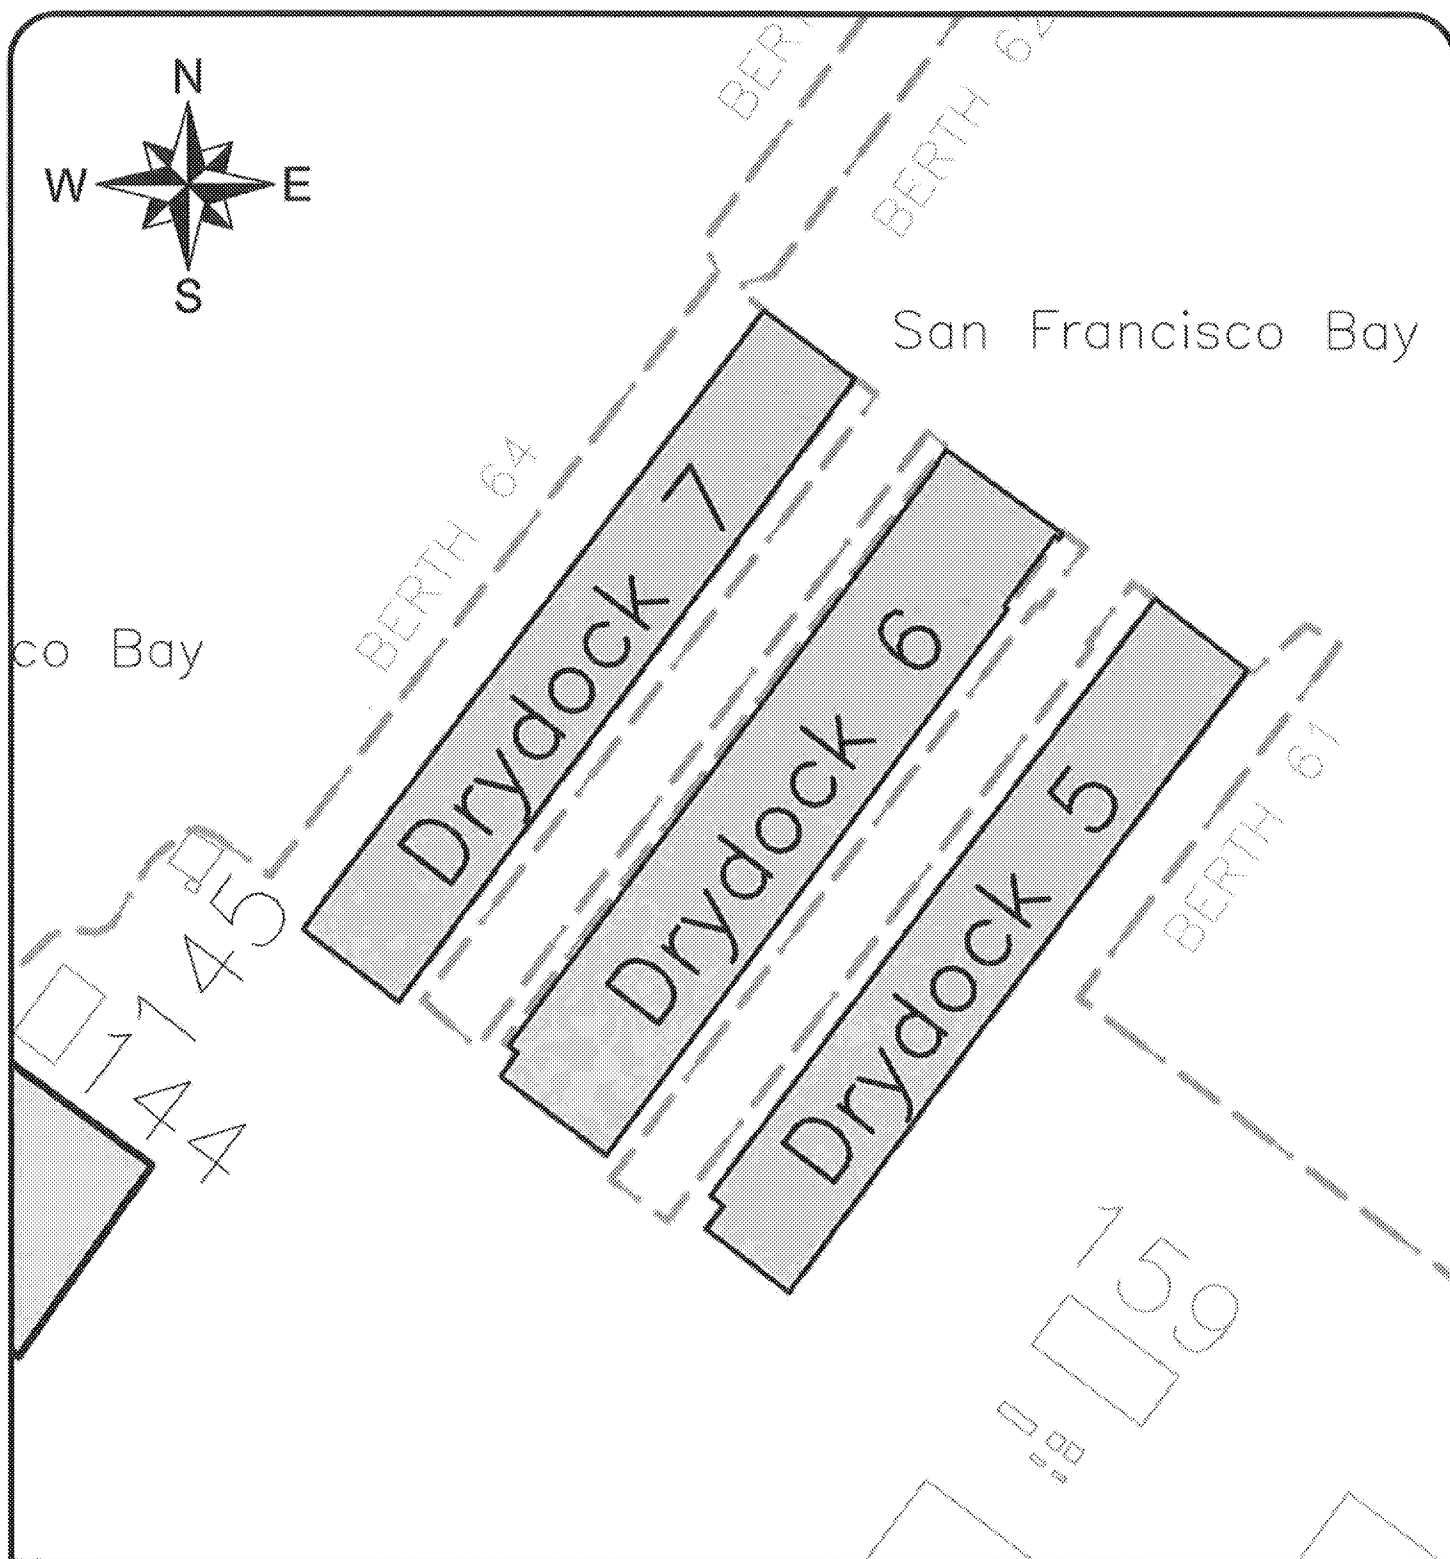 N
W E
S
BERTH 62
San Francisco Bay
BERTH 64
Drydock 7
Drydock 6
Drydock 5
BERTH 61
co Bay
1145
144
159